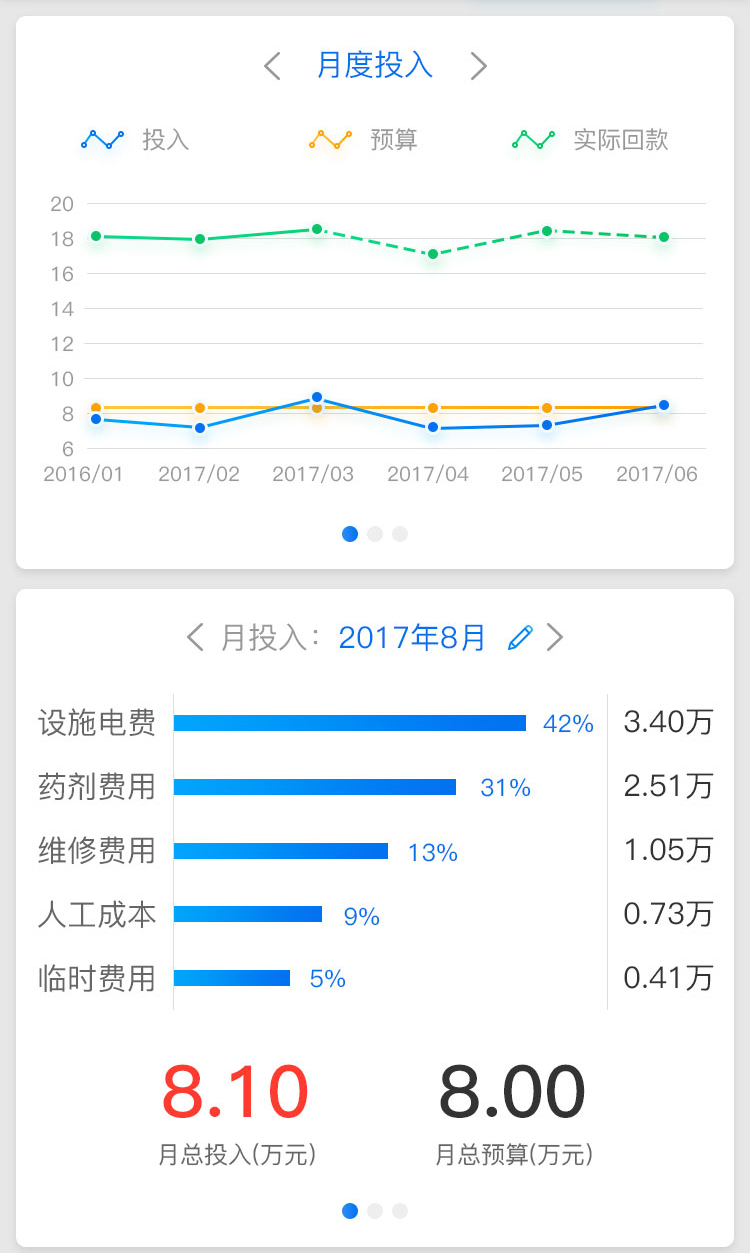 月度投入
投入 预算 实际回款
20
18
16
14
12
10
8
6
2016/01 2017/02 2017/03 2017/04 2017/05 2017/06
月投入： 2017年8月
设施电费 42% 3.40万
药剂费用 31% 2.51万
维修费用 13% 1.05万
人工成本 9% 0.73万
临时费用 5% 0.41万
8.10 8.00
月总投入(万元) 月总预算(万元)